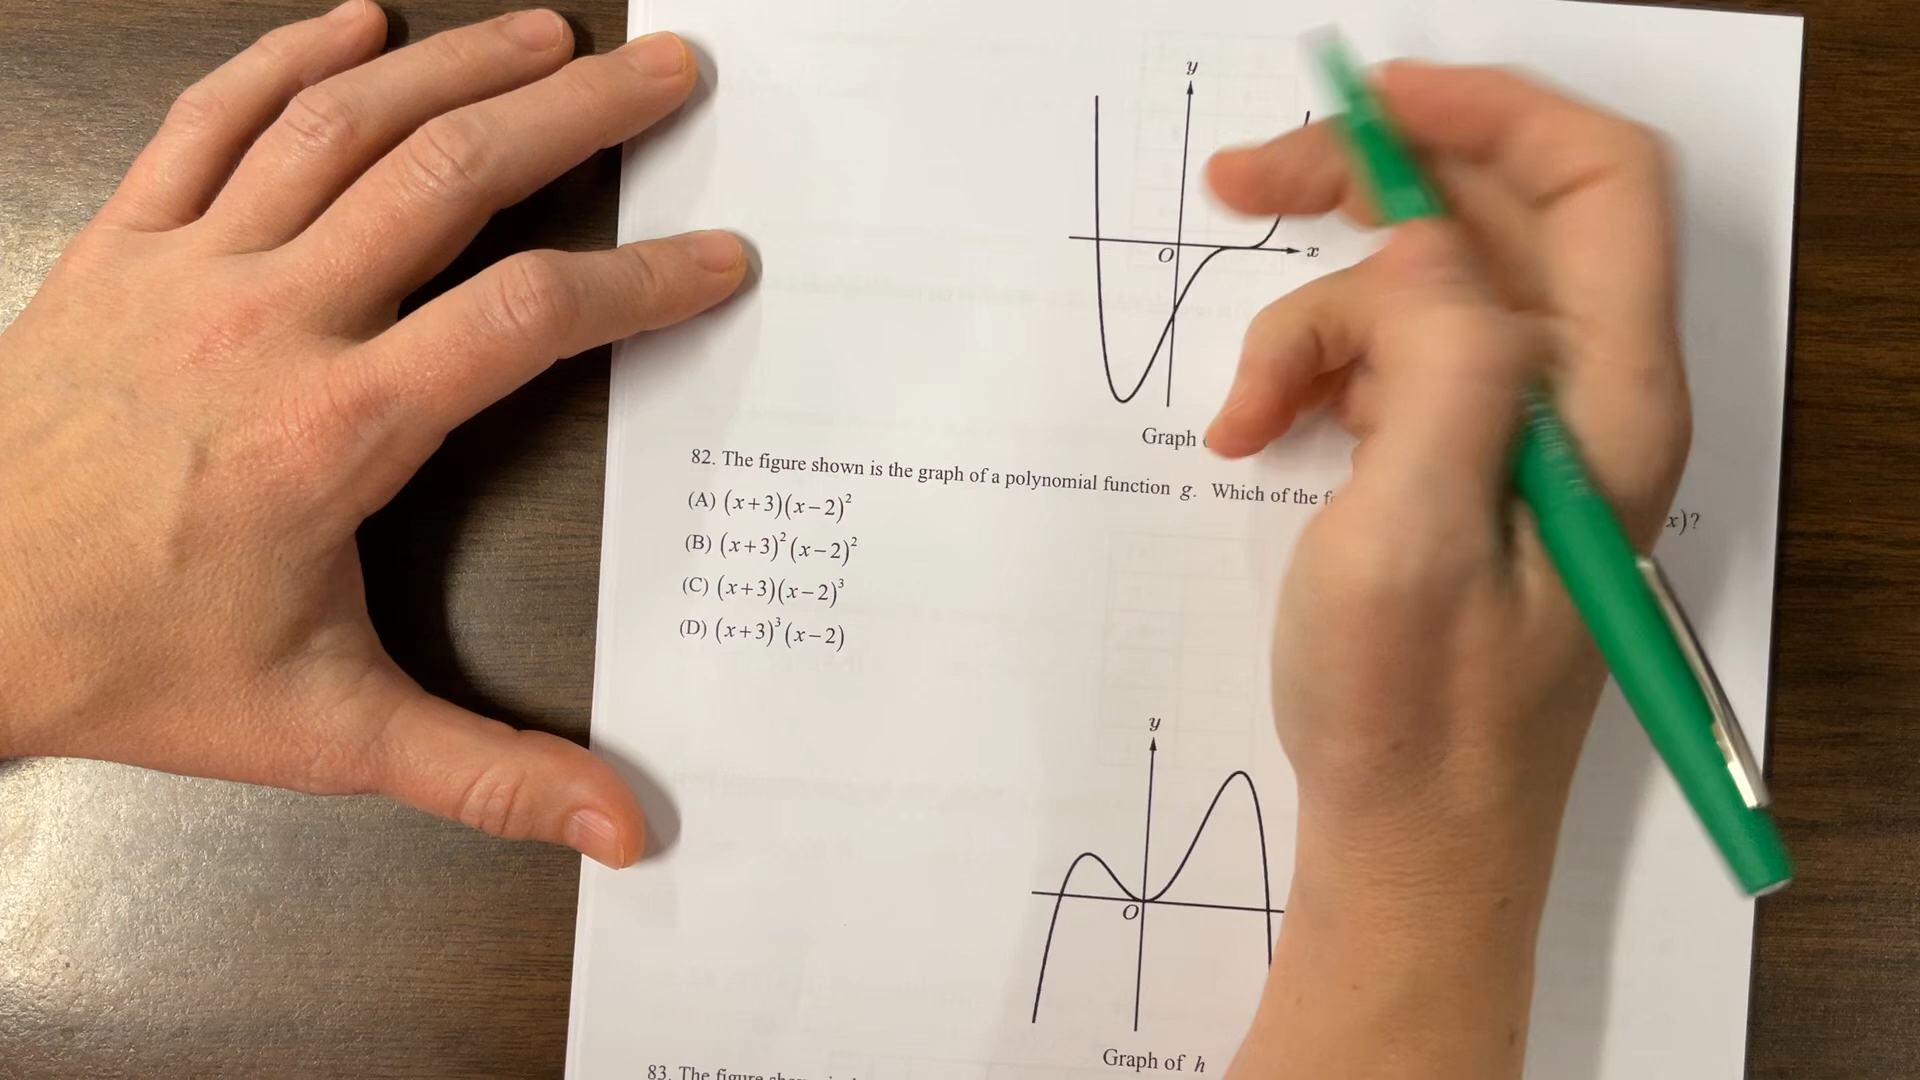 y
x
O
Graph
82. The figure shown is the graph of a polynomial function g. Which of the
x)?
(A) (x+3)(x−2)²
(B) (x+3)²(x−2)²
(C) (x+3)(x−2)³
(D) (x+3)³(x−2)
y
O
Graph of h
83. The figure